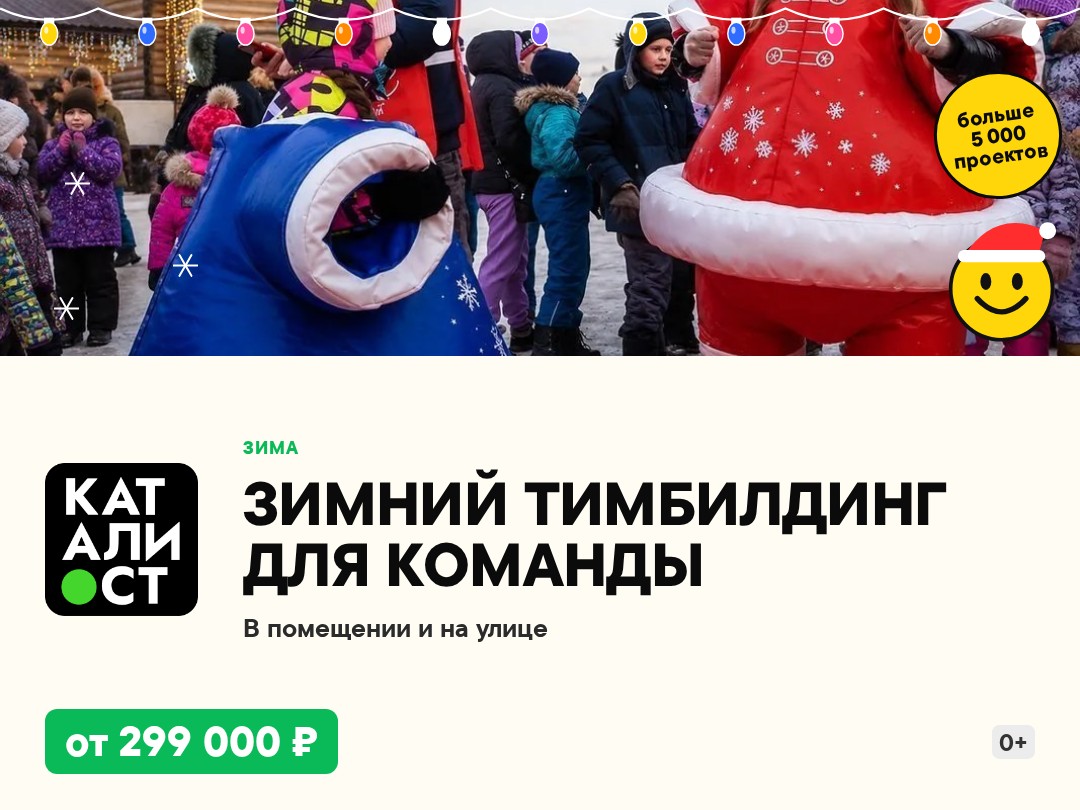 больше
5 000
проектов
ЗИМА
КАТ
АЛИ
СТ
ЗИМНИЙ ТИМБИЛДИНГ
ДЛЯ КОМАНДЫ
В помещении и на улице
от 299 000 ₽
0+